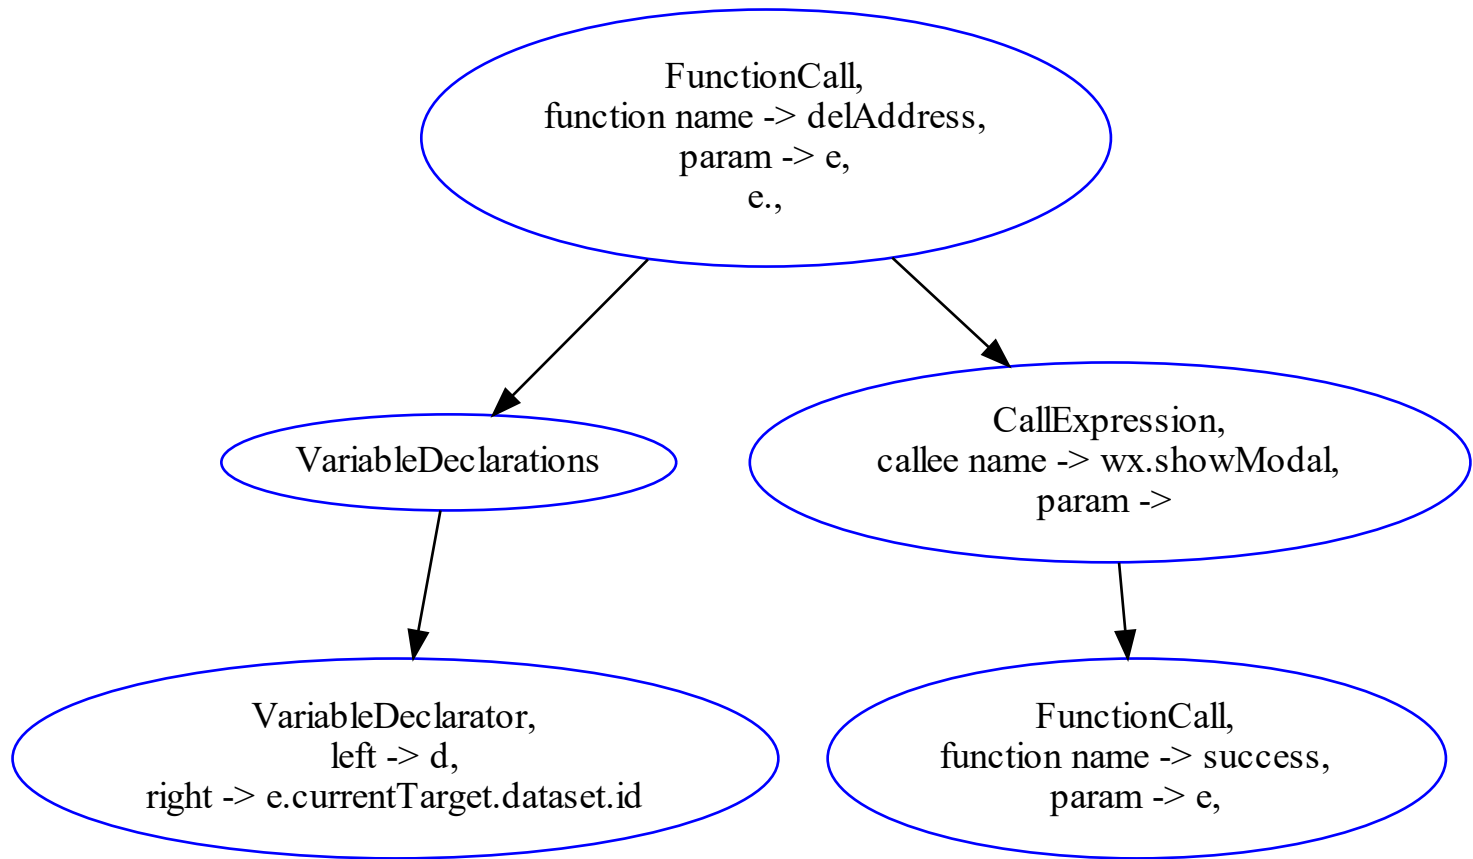 FunctionCall,
function name -> delAddress,
param -> e,
e.,
VariableDeclarations
CallExpression,
callee name -> wx.showModal,
param ->
VariableDeclarator,
left -> d,
right -> e.currentTarget.dataset.id
FunctionCall,
function name -> success,
param -> e,